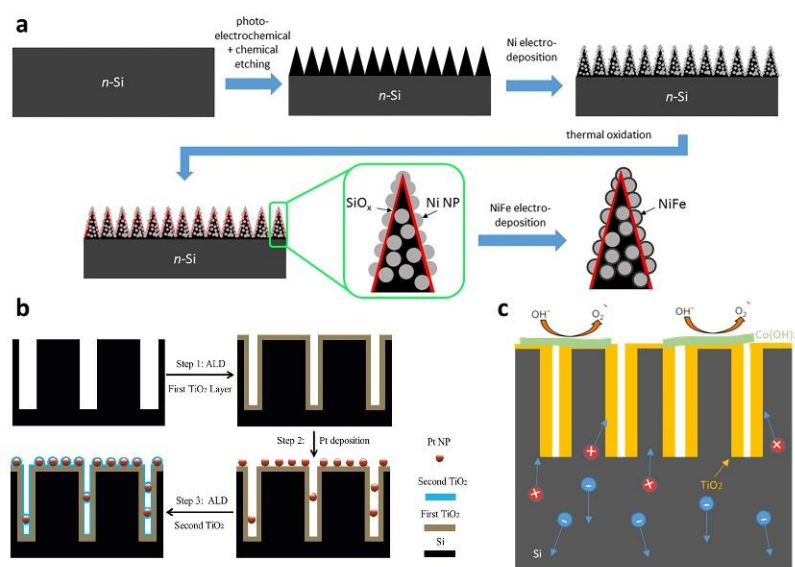 a
photo-
electrochemical
+ chemical
etching
Ni electro-
deposition
n-Si
n-Si
n-Si
thermal oxidation
SiOx
Ni NP
NiFe electro-
deposition
NiFe
n-Si
b
Step 1: ALD
First TiO2 Layer
Step 2:
Pt deposition
Pt NP
Second TiO2
First TiO2
Si
Step 3: ALD
Second TiO2
c
OH-
O2
OH-
O2
Co(OH)2
+
+
+
+
TiO2
-
-
-
-
-
Si